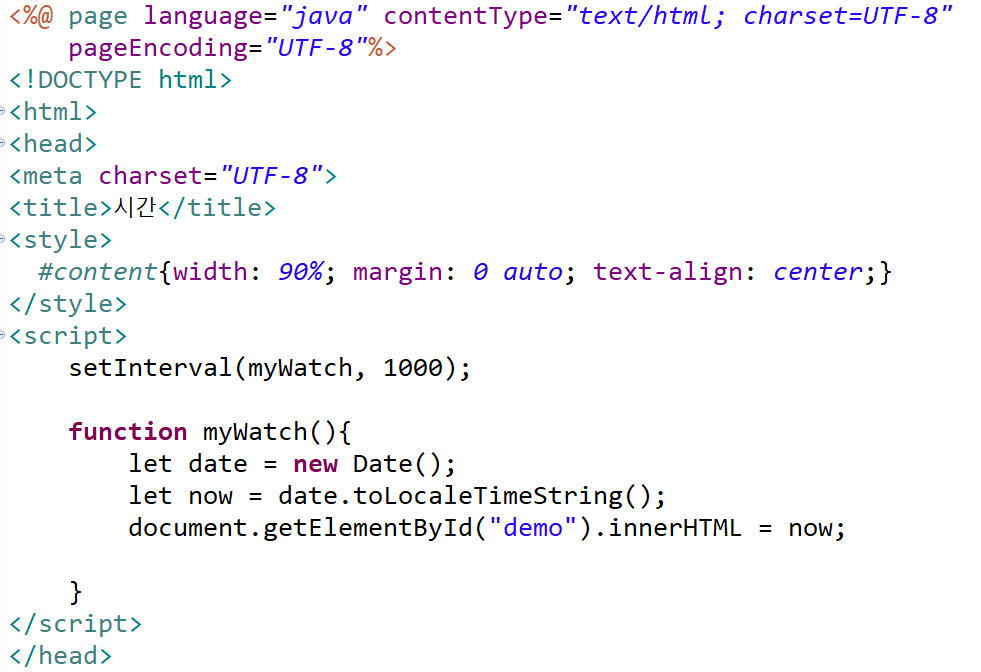 <%@ page language="java" contentType="text/html; charset=UTF-8"
    pageEncoding="UTF-8"%>
<!DOCTYPE html>
<html>
<head>
<meta charset="UTF-8">
<title>시간</title>
<style>
  #content{width: 90%; margin: 0 auto; text-align: center;}
</style>
<script>
    setInterval(myWatch, 1000);
    function myWatch(){
        let date = new Date();
        let now = date.toLocaleTimeString();
        document.getElementById("demo").innerHTML = now;
    }
</script>
</head>